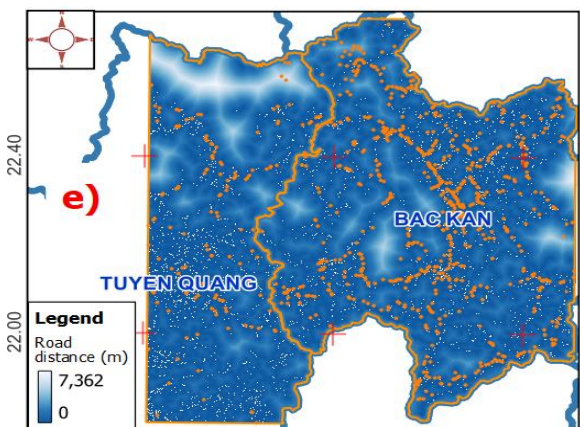 22.40
e)
BAC KAN
TUYEN QUANG
22.00
Legend
Road
distance (m)
7,362
0